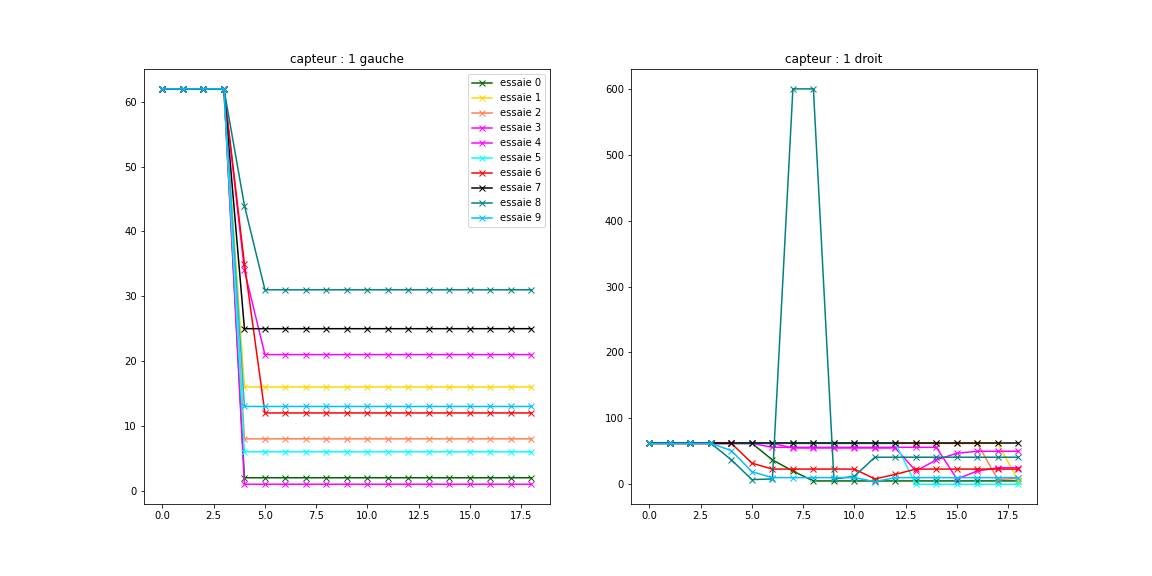 capteur : 1 gauche
60
50
40
30
20
10
0
0.0 2.5 5.0 7.5 10.0 12.5 15.0 17.5
essaie 0
essaie 1
essaie 2
essaie 3
essaie 4
essaie 5
essaie 6
essaie 7
essaie 8
essaie 9
capteur : 1 droit
600
500
400
300
200
100
0
0.0 2.5 5.0 7.5 10.0 12.5 15.0 17.5